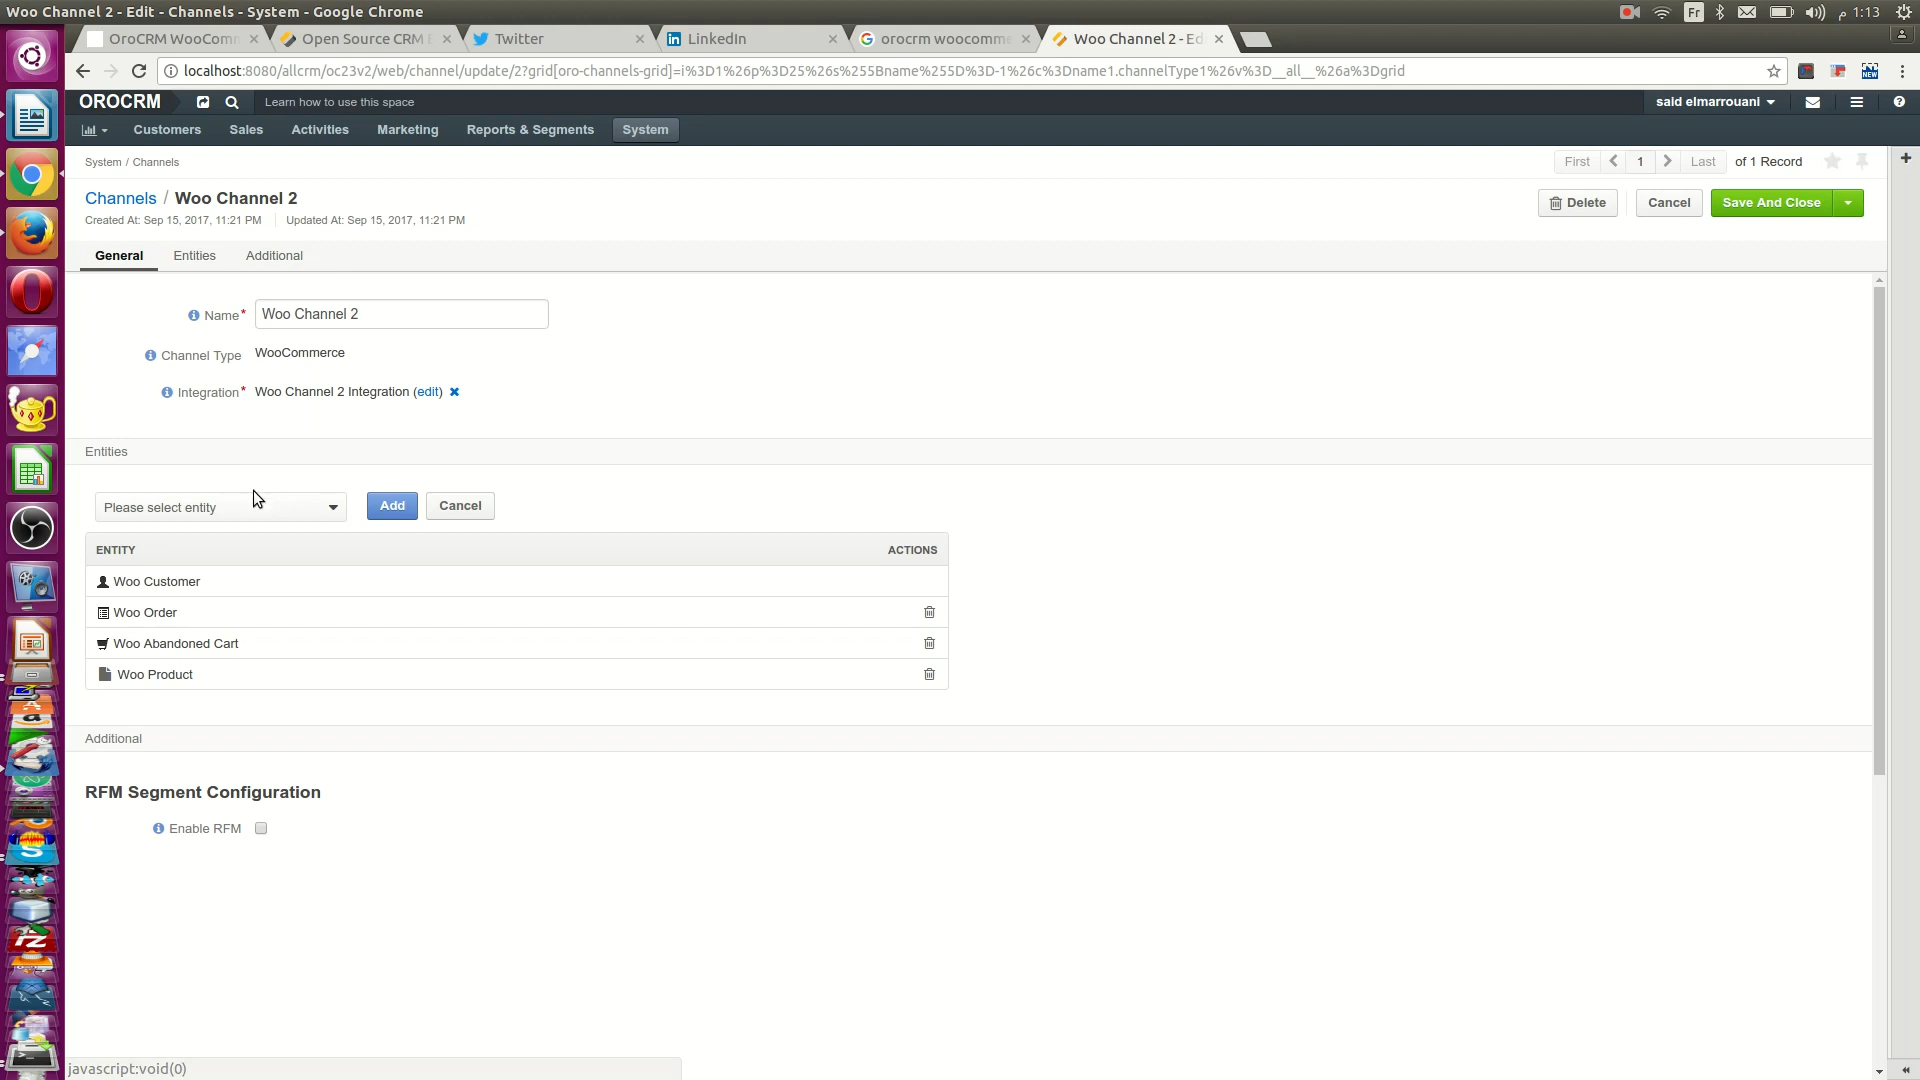 Woo Channel 2 - Edit - Channels - System - Google Chrome
Fr
1:13 م
OroCRM WooComm
Open Source CRM
Twitter
LinkedIn
orocrm woocomme
Woo Channel 2 - Ed
localhost:8080/allcrm/oc23v2/web/channel/update/2?grid[oro-channels-grid]=i%3D1%26p%3D25%26s%255Bname%255D%3D-1%26c%3Dname1.channelType1%26v%3D__all__%26a%3Dgrid
NEW
OROCRM
Learn how to use this space
said elmarrouani
Customers
Sales
Activities
Marketing
Reports & Segments
System
System / Channels
First
1
Last
of 1 Record
Channels / Woo Channel 2
Delete
Cancel
Save And Close
Created At: Sep 15, 2017, 11:21 PM
Updated At: Sep 15, 2017, 11:21 PM
General
Entities
Additional
Name*
Woo Channel 2
Channel Type
WooCommerce
Integration*
Woo Channel 2 Integration (edit)
Entities
Please select entity
Add
Cancel
ENTITY
ACTIONS
Woo Customer
Woo Order
Woo Abandoned Cart
Woo Product
Additional
RFM Segment Configuration
Enable RFM
javascript:void(0)